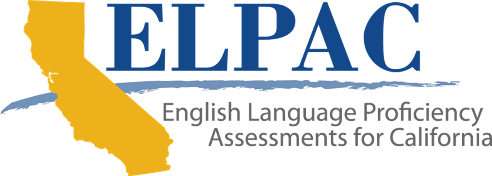 ELPAC
English Language Proficiency
Assessments for California